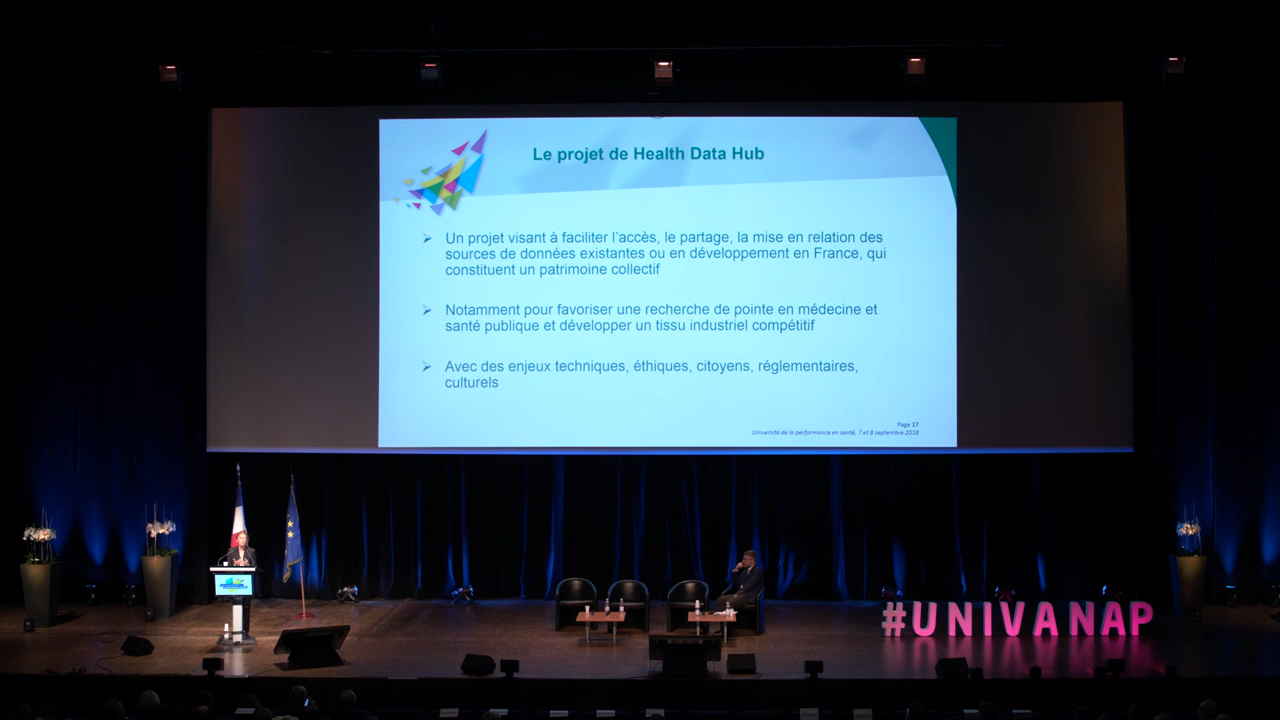 Le projet de Health Data Hub
Un projet visant à faciliter l'accès, le partage, la mise en relation des
sources de données existantes ou en développement en France, qui
constituent un patrimoine collectif
Notamment pour favoriser une recherche de pointe en médecine et
santé publique et développer un tissu industriel compétitif
Avec des enjeux techniques, éthiques, citoyens, réglementaires,
culturels
Page 17
Université de la performance en santé, 7 et 8 septembre 2018
#UNIVANAP